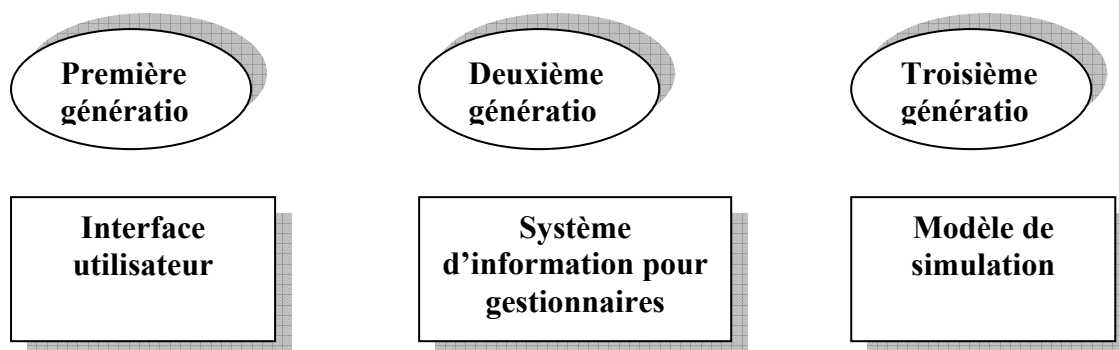 Première
génératio
Deuxième
génératio
Troisième
génératio
Interface
utilisateur
Système
d’information pour
gestionnaires
Modèle de
simulation